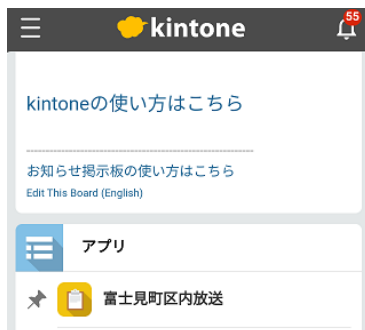 kintone
55
kintoneの使い方はこちら
お知らせ掲示板の使い方はこちら
Edit This Board (English)
アプリ
富士見町区内放送